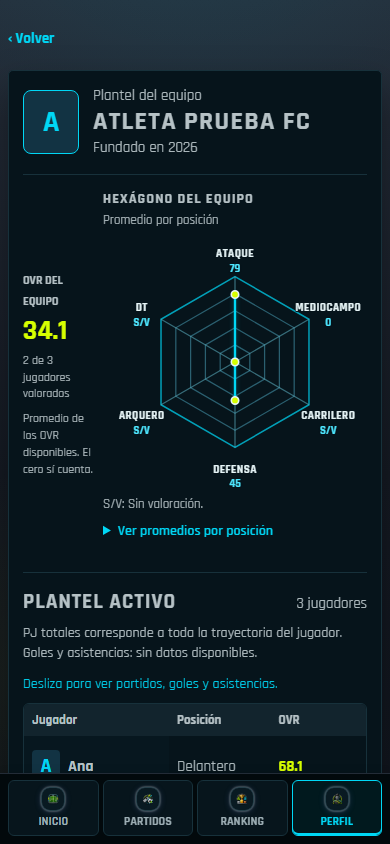 ‹ Volver
A
Plantel del equipo
ATLETA PRUEBA FC
Fundado en 2026
HEXÁGONO DEL EQUIPO
Promedio por posición
OVR DEL
EQUIPO
34.1
2 de 3
jugadores
valorados
Promedio de
los OVR
disponibles. El
cero sí cuenta.
ATAQUE
79
DT
S/V
MEDIOCAMPO
0
ARQUERO
S/V
CARRILERO
S/V
DEFENSA
45
S/V: Sin valoración.
▶ Ver promedios por posición
PLANTEL ACTIVO
3 jugadores
PJ totales corresponde a toda la trayectoria del jugador.
Goles y asistencias: sin datos disponibles.
Desliza para ver partidos, goles y asistencias.
Jugador Posición OVR
A Ana Delantero 68.1
INICIO PARTIDOS RANKING PERFIL